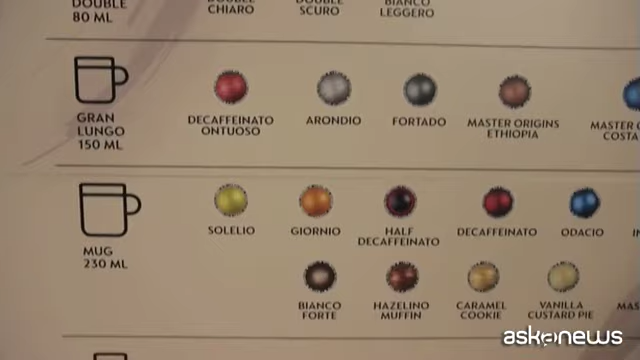 DOUBLE
80 ML
DOUBLE
CHIARO
DOUBLE
SCURO
BIANCO
LEGGERO
GRAN
LUNGO
150 ML
DECAFFEINATO
ONTUOSO
ARONDIO
FORTADO
MASTER ORIGINS
ETHIOPIA
MASTER
COSTA
MUG
230 ML
SOLELIO
GIORNIO
HALF
DECAFFEINATO
DECAFFEINATO
ODACIO
BIANCO
FORTE
HAZELINO
MUFFIN
CARAMEL
COOKIE
VANILLA
CUSTARD PIE
askanews